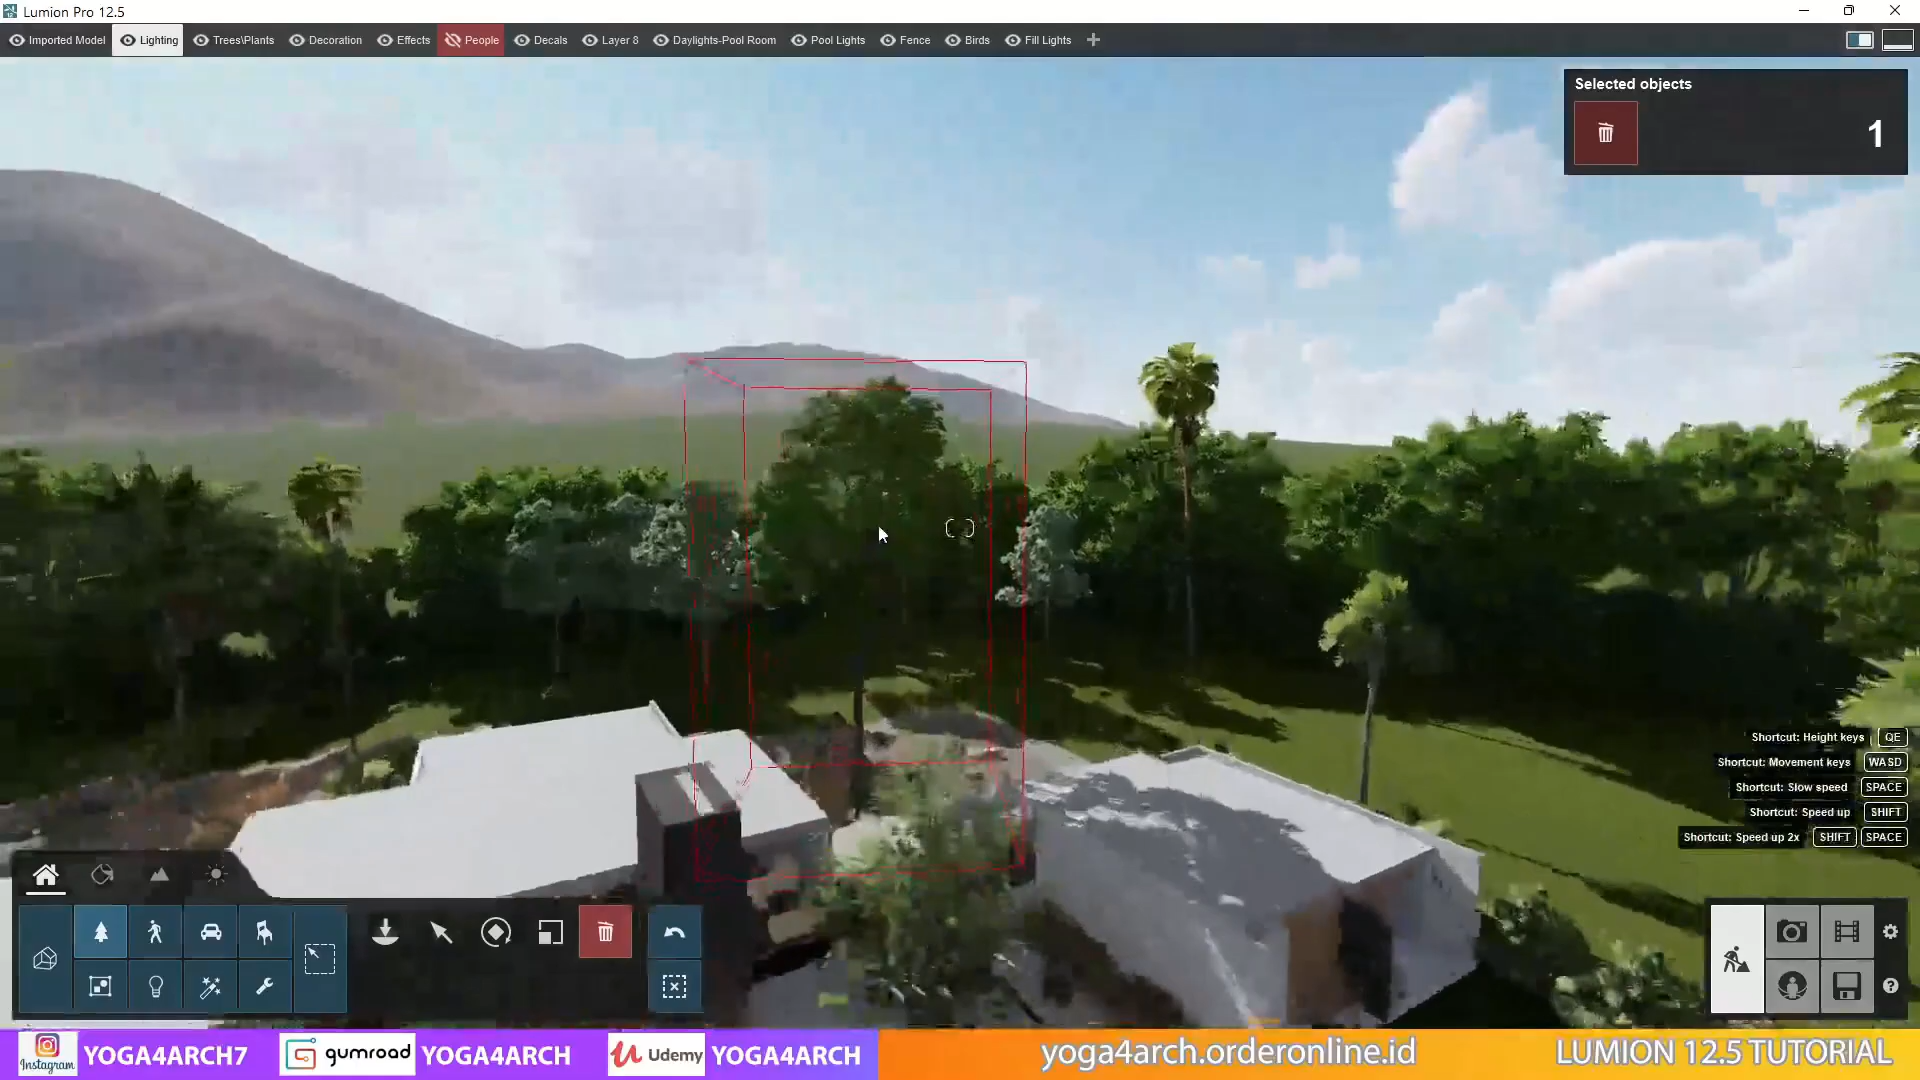 Lumion Pro 12.5
Imported Model Lighting Trees\Plants Decoration Effects People Decals Layer 8 Daylights-Pool Room Pool Lights Fence Birds Fill Lights
Selected objects
1
Shortcut: Height keys QE
Shortcut: Movement keys WASD
Shortcut: Slow speed SPACE
Shortcut: Speed up SHIFT
Shortcut: Speed up 2x SHIFT SPACE
Instagram YOGA4ARCH7 gumroad YOGA4ARCH Udemy YOGA4ARCH yoga4arch.orderonline.id LUMION 12.5 TUTORIAL